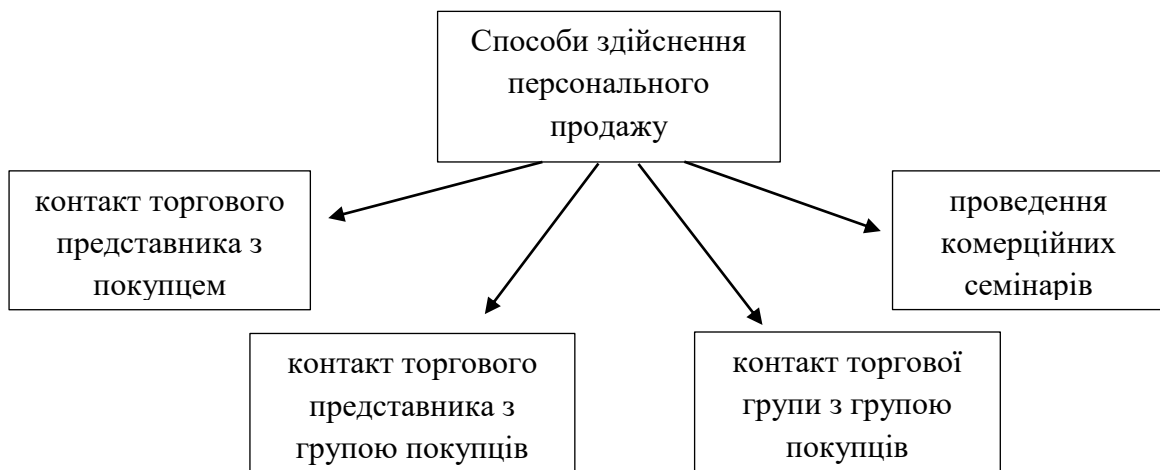 Способи здійснення
персонального
продажу
контакт торгового
представника з
покупцем
проведення
комерційних
семінарів
контакт торгового
представника з
групою покупців
контакт торгової
групи з групою
покупців